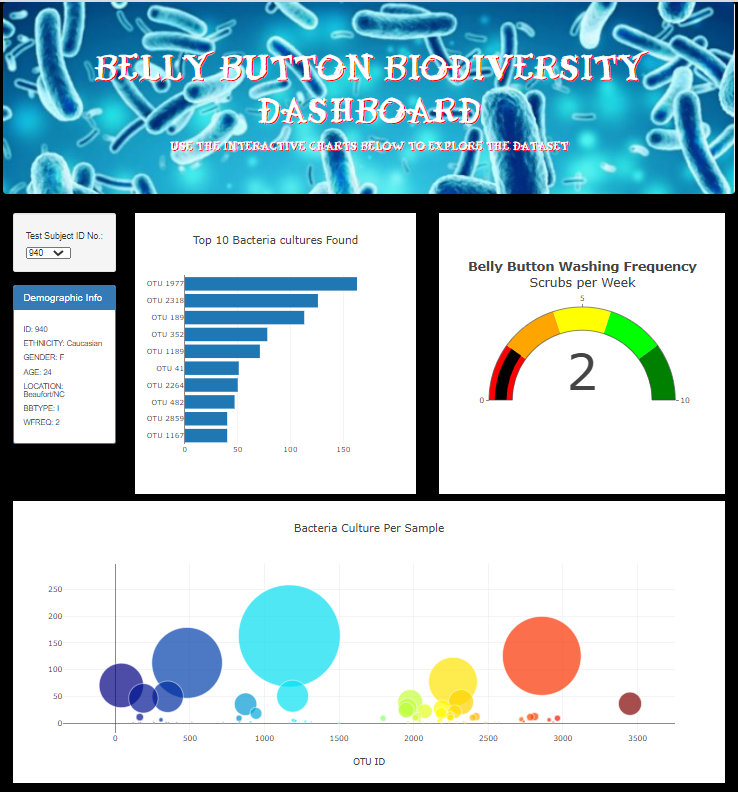 BELLY BUTTON BIODIVERSITY
DASHBOARD
USE THE INTERACTIVE CHARTS BELOW TO EXPLORE THE DATASET
Test Subject ID No.:
940
Demographic Info
ID: 940
ETHNICITY: Caucasian
GENDER: F
AGE: 24
LOCATION:
Beaufort/NC
BBTYPE: I
WFREQ: 2
Top 10 Bacteria cultures Found
OTU 1977
OTU 2318
OTU 189
OTU 352
OTU 1189
OTU 41
OTU 2264
OTU 482
OTU 2859
OTU 1167
0 50 100 150
Belly Button Washing Frequency
Scrubs per Week
5
2
0 10
Bacteria Culture Per Sample
250
200
150
100
50
0
0 500 1000 1500 2000 2500 3000 3500
OTU ID